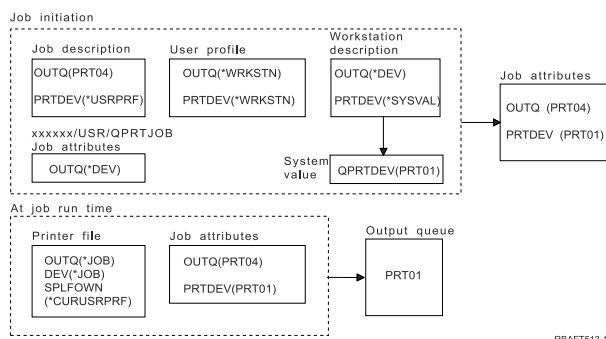 Job initiation
Job description
OUTQ(PRT04)
PRTDEV(*USRPRF)
User profile
OUTQ(*WRKSTN)
PRTDEV(*WRKSTN)
Workstation
description
OUTQ(*DEV)
PRTDEV(*SYSVAL)
Job attributes
OUTQ (PRT04)
PRTDEV (PRT01)
xxxxxx/USR/QPRTJOB
Job attributes
OUTQ(*DEV)
System
value
QPRTDEV(PRT01)
At job run time
Printer file
OUTQ(*JOB)
DEV(*JOB)
SPLFOWN
(*CURUSRPRF)
Job attributes
OUTQ(PRT04)
PRTDEV(PRT01)
Output queue
PRT01